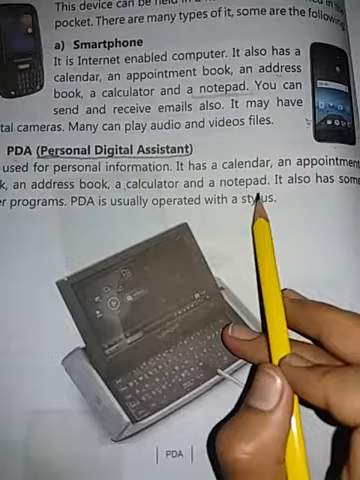 This device can be held in
pocket. There are many types of it, some are the following
a) Smartphone
It is Internet enabled computer. It also has a
calendar, an appointment book, an address
book, a calculator and a notepad. You can
send and receive emails also. It may have
tal cameras. Many can play audio and videos files.
PDA (Personal Digital Assistant)
used for personal information. It has a calendar, an appointment
k, an address book, a calculator and a notepad. It also has some
er programs. PDA is usually operated with a stylus.
| PDA |